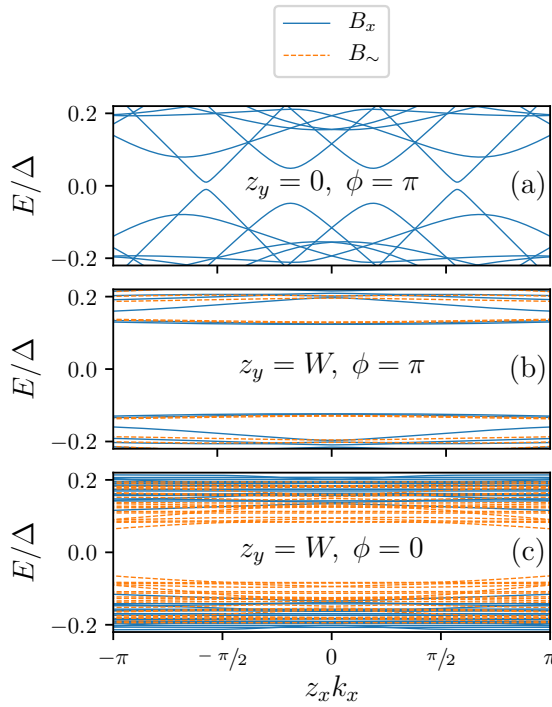 B_x
B_∼
0.2
0.0
−0.2
E/Δ
z_y = 0, ϕ = π
(a)
0.2
0.0
−0.2
E/Δ
z_y = W, ϕ = π
(b)
0.2
0.0
−0.2
E/Δ
z_y = W, ϕ = 0
(c)
−π
−π/2
0
π/2
π
z_x k_x